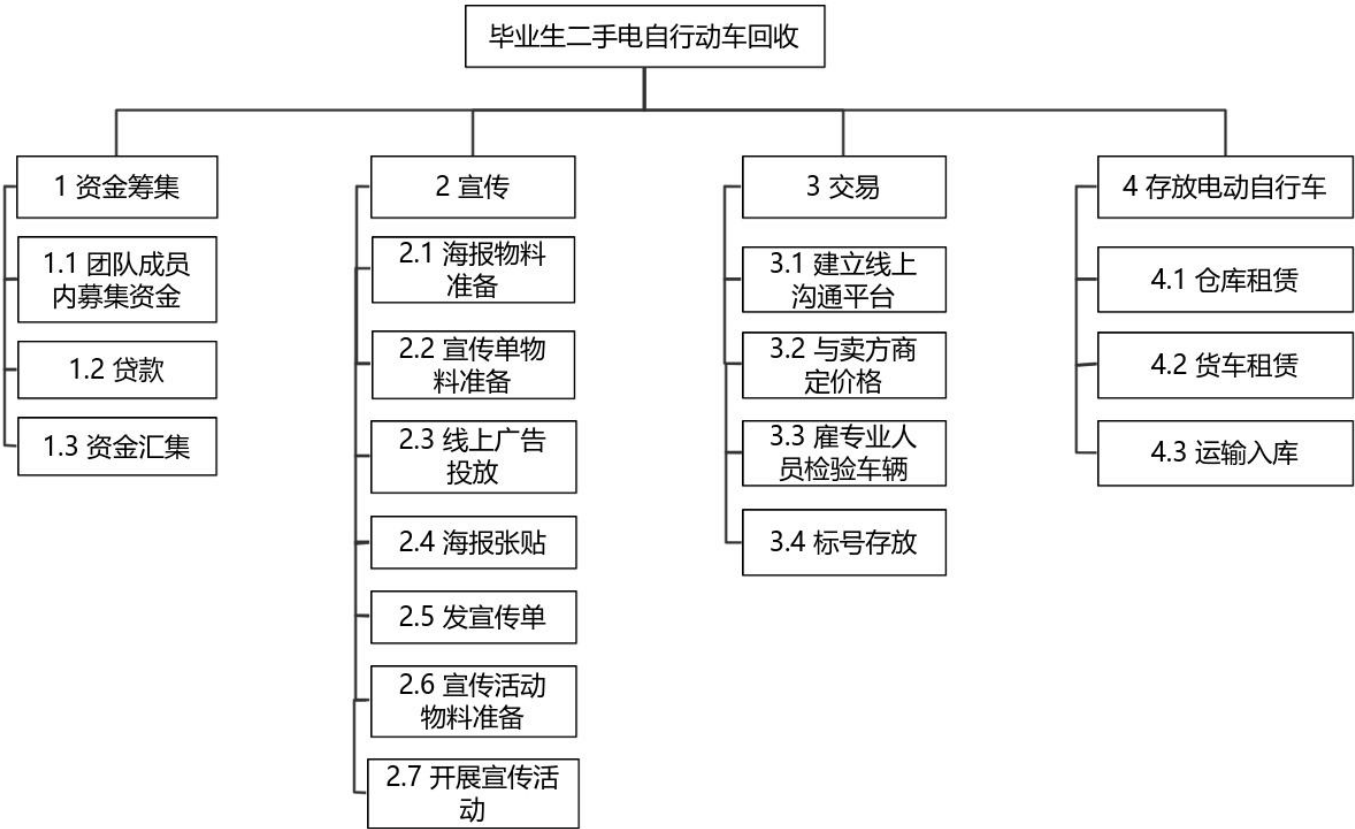 毕业生二手电自行动车回收
1 资金筹集
1.1 团队成员
内募集资金
1.2 贷款
1.3 资金汇集
2 宣传
2.1 海报物料
准备
2.2 宣传单物
料准备
2.3 线上广告
投放
2.4 海报张贴
2.5 发宣传单
2.6 宣传活动
物料准备
2.7 开展宣传活
动
3 交易
3.1 建立线上
沟通平台
3.2 与卖方商
定价格
3.3 雇专业人
员检验车辆
3.4 标号存放
4 存放电动自行车
4.1 仓库租赁
4.2 货车租赁
4.3 运输入库